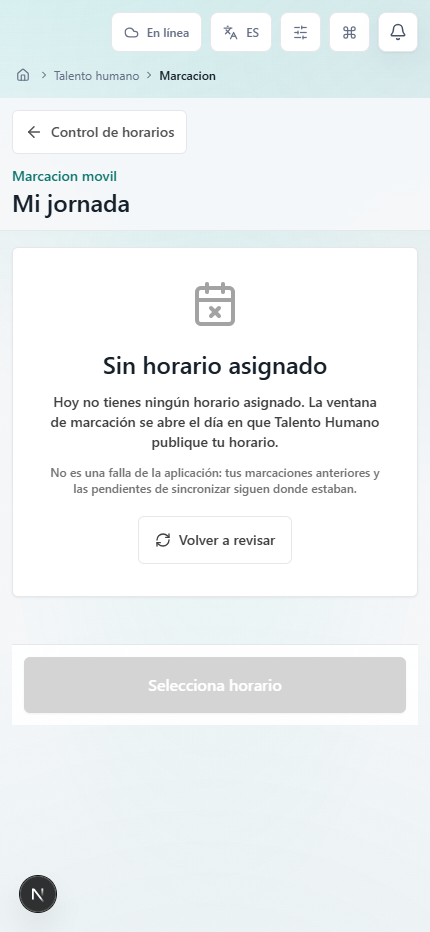 En línea
ES
Talento humano
Marcacion
Control de horarios
Marcacion movil
Mi jornada
Sin horario asignado
Hoy no tienes ningún horario asignado. La ventana
de marcación se abre el día en que Talento Humano
publique tu horario.
No es una falla de la aplicación: tus marcaciones anteriores y
las pendientes de sincronizar siguen donde estaban.
Volver a revisar
Selecciona horario
N